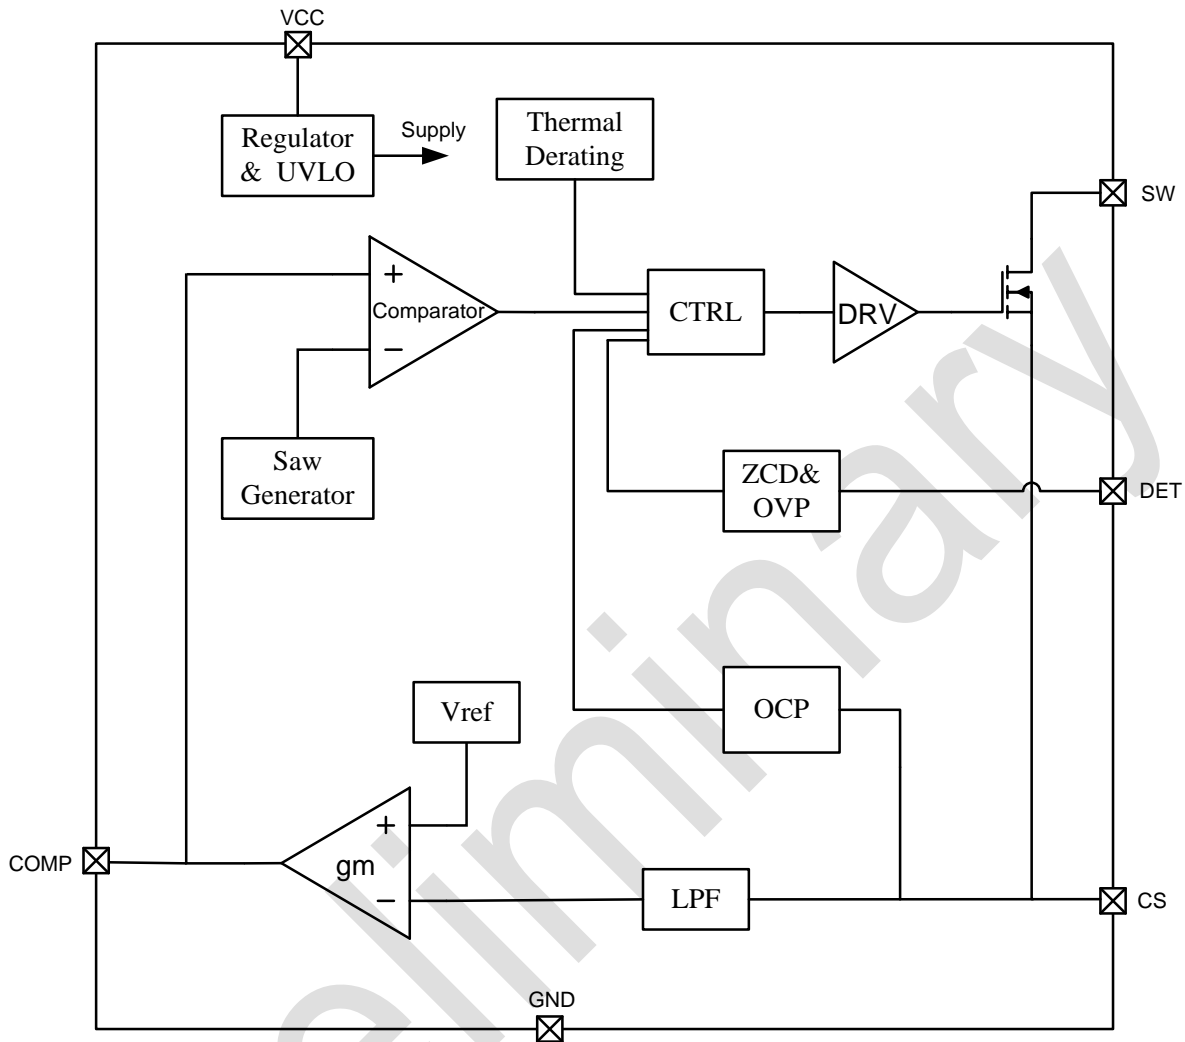 VCC
Regulator
& UVLO
Supply
Thermal
Derating
SW
+
Comparator
−
CTRL
DRV
Saw
Generator
ZCD&
OVP
DET
Vref
OCP
+
gm
−
COMP
LPF
CS
GND
eliminary